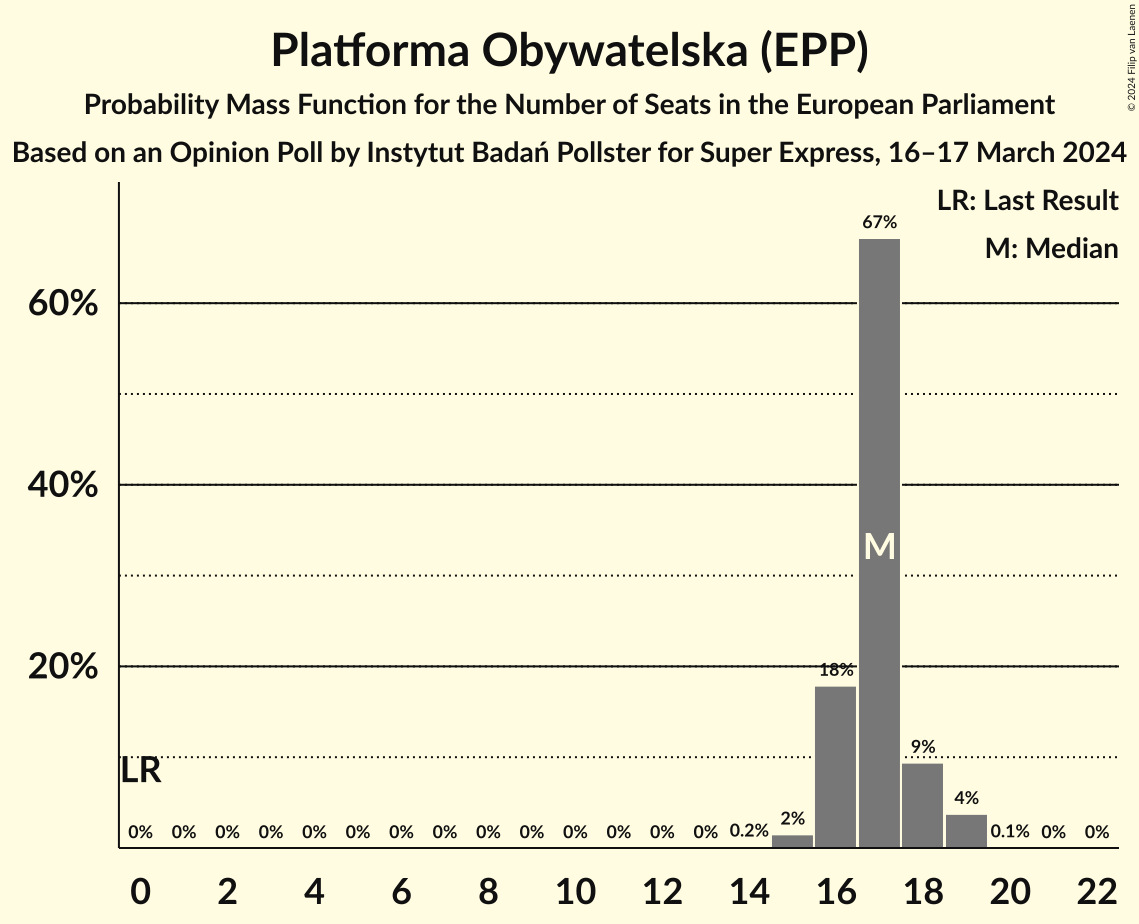 Platforma Obywatelska (EPP)
Probability Mass Function for the Number of Seats in the European Parliament
Based on an Opinion Poll by Instytut Badań Pollster for Super Express, 16–17 March 2024
© 2024 Filip van Laenen
LR: Last Result
M: Median
67%
60%
40%
M
20%
18%
9%
LR
4%
2%
0% 0% 0% 0% 0% 0% 0% 0% 0% 0% 0% 0% 0% 0% 0.2% 0.1% 0% 0%
0 2 4 6 8 10 12 14 16 18 20 22